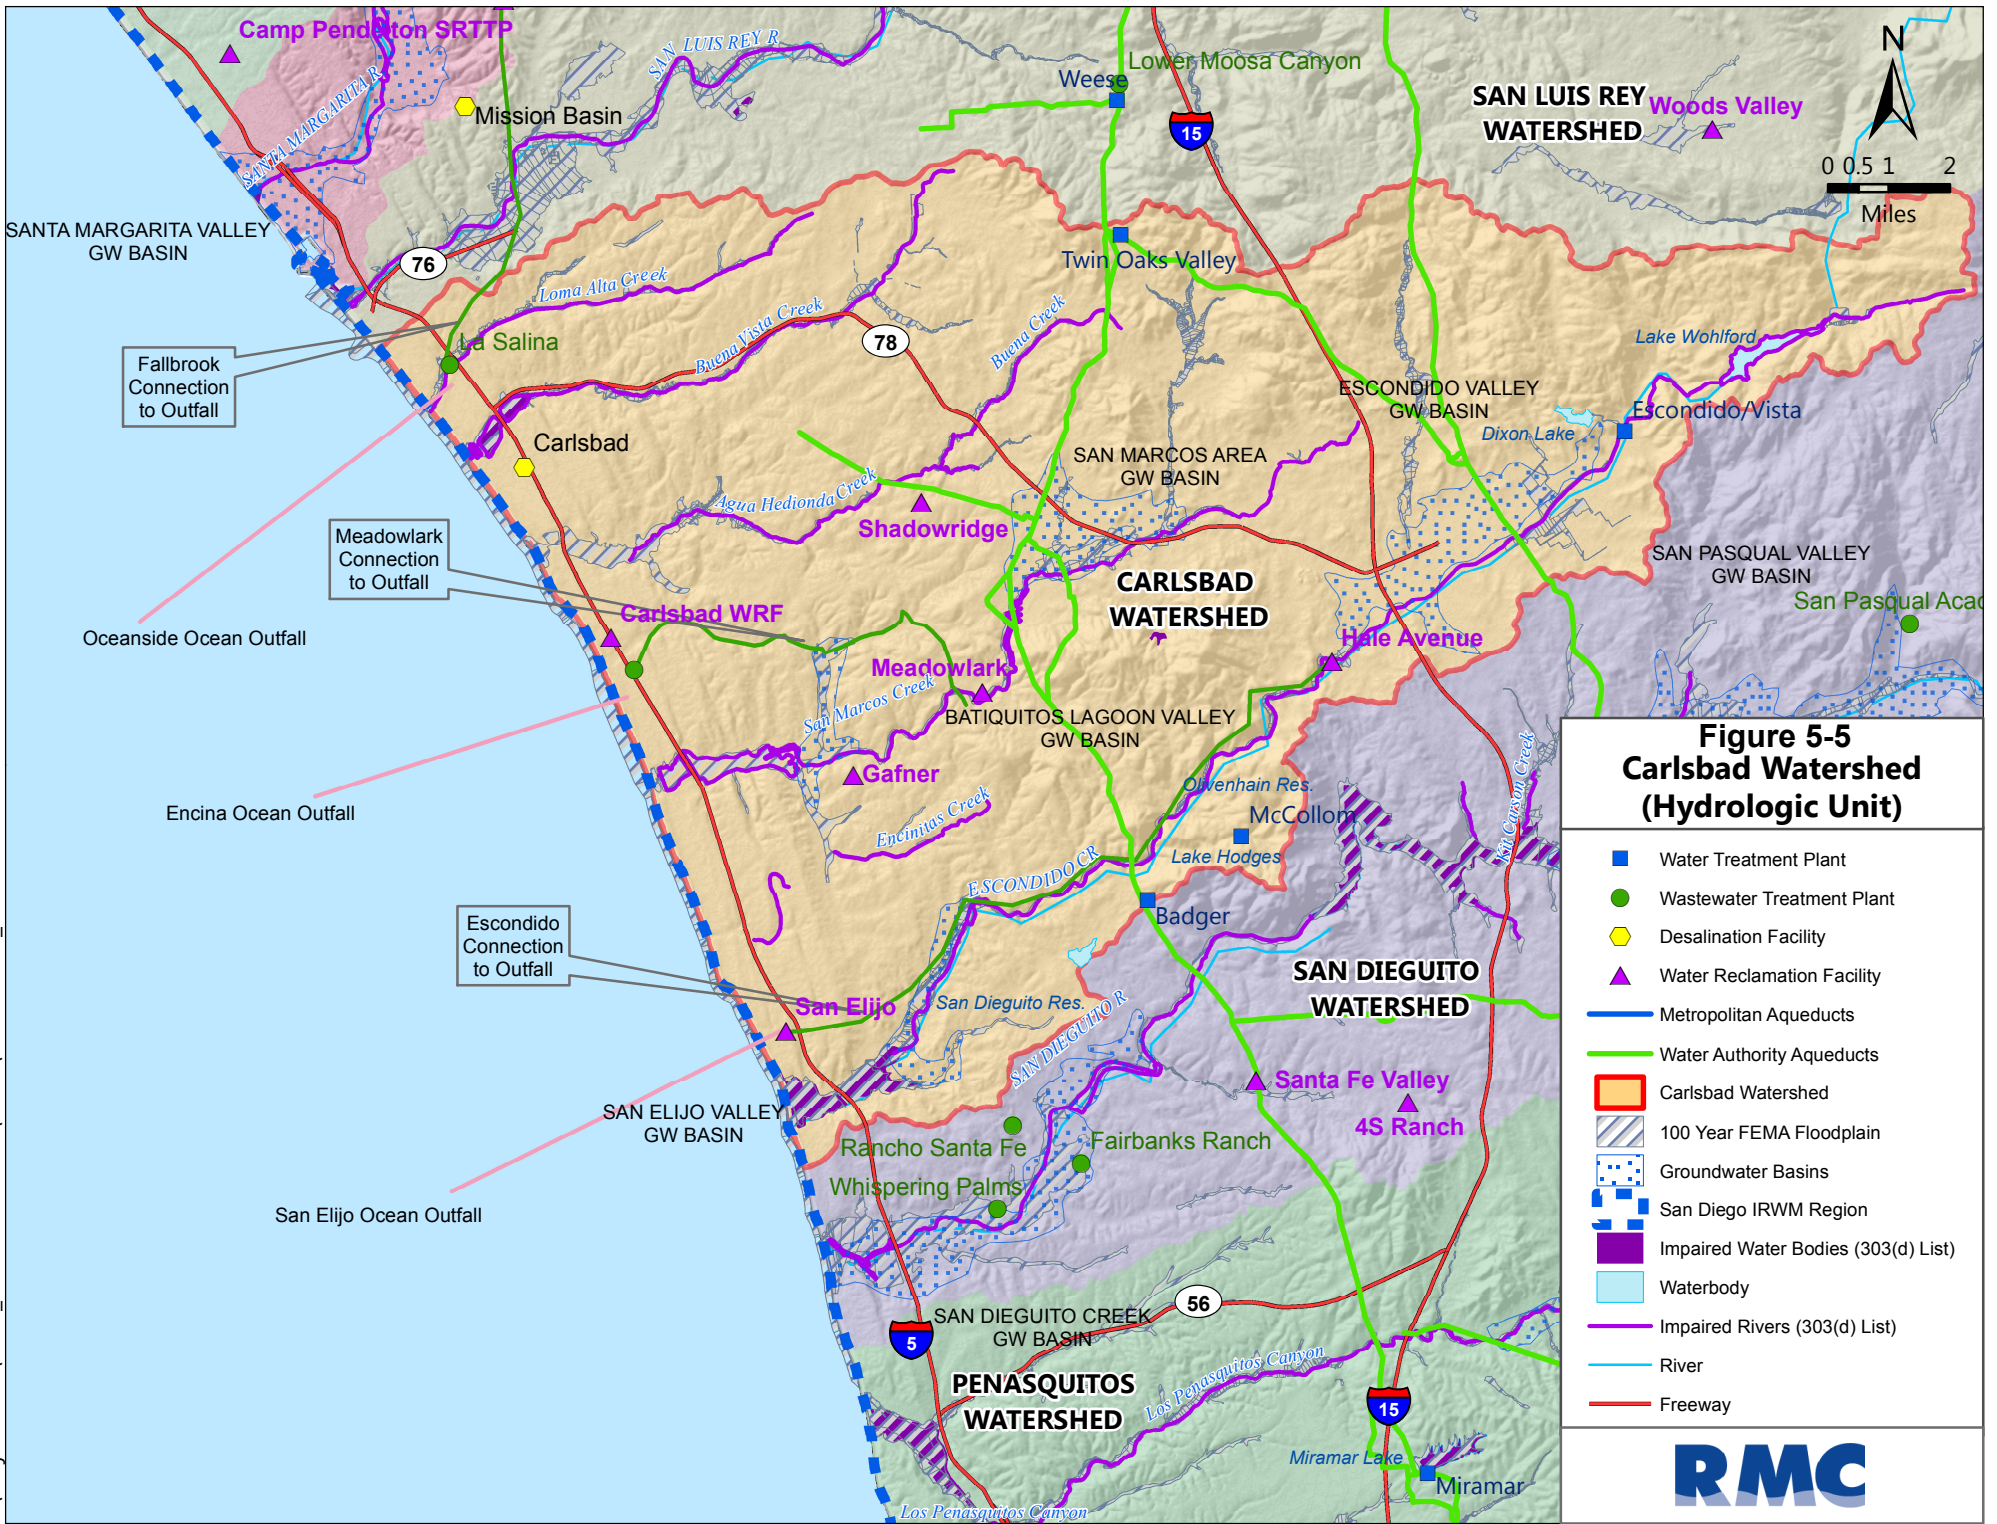 Camp Pendelton SRTTP
SANTA MARGARITA R
Mission Basin
SAN LUIS REY R
Weese
Lower Moosa Canyon
15
SAN LUIS REY
WATERSHED
Woods Valley
N
0 0.5 1 2
Miles
SANTA MARGARITA VALLEY
GW BASIN
76
Twin Oaks Valley
Loma Alta Creek
Buena Vista Creek
78
Buena Creek
Lake Wohlford
La Salina
Fallbrook
Connection
to Outfall
ESCONDIDO VALLEY
GW BASIN
Escondido/Vista
Dixon Lake
Carlsbad
SAN MARCOS AREA
GW BASIN
Agua Hedionda Creek
Shadowridge
Meadowlark
Connection
to Outfall
CARLSBAD
WATERSHED
SAN PASQUAL VALLEY
GW BASIN
San Pasqual Acad
Oceanside Ocean Outfall
Carlsbad WRF
Hale Avenue
Meadowlark
San Marcos Creek
BATIQUITOS LAGOON VALLEY
GW BASIN
Gafner
Encina Ocean Outfall
Encinitas Creek
Olivenhain Res.
McCollom
Lake Hodges
Kit Carson Creek
ESCONDIDO CR
Badger
Escondido
Connection
to Outfall
San Elijo
San Dieguito Res.
SAN DIEGUITO R
SAN DIEGUITO
WATERSHED
SAN ELIJO VALLEY
GW BASIN
Santa Fe Valley
4S Ranch
Rancho Santa Fe
Fairbanks Ranch
Whispering Palms
San Elijo Ocean Outfall
SAN DIEGUITO CREEK
GW BASIN
56
5
PENASQUITOS
WATERSHED
Los Penasquitos Canyon
15
Miramar Lake
Miramar
Los Penasquitos Canyon
Figure 5-5
Carlsbad Watershed
(Hydrologic Unit)
Water Treatment Plant
Wastewater Treatment Plant
Desalination Facility
Water Reclamation Facility
Metropolitan Aqueducts
Water Authority Aqueducts
Carlsbad Watershed
100 Year FEMA Floodplain
Groundwater Basins
San Diego IRWM Region
Impaired Water Bodies (303(d) List)
Waterbody
Impaired Rivers (303(d) List)
River
Freeway
RMC